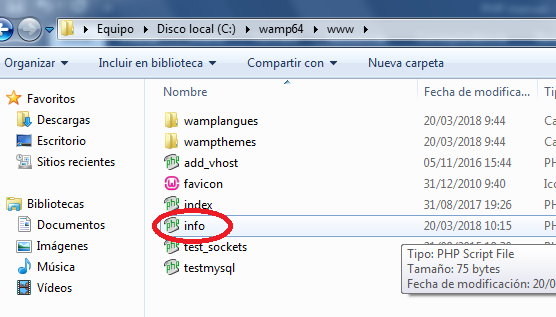 Equipo ▸ Disco local (C:) ▸ wamp64 ▸ www ▸
Organizar Incluir en biblioteca Compartir con Nueva carpeta
Favoritos
Descargas
Escritorio
Sitios recientes
Bibliotecas
Documentos
Imágenes
Música
Vídeos
Nombre Fecha de modifica... Tip
wamplangues 20/03/2018 9:44 Ca
wampthemes 20/03/2018 9:44 Ca
add_vhost 05/11/2016 15:44 PH
favicon 31/12/2010 9:40 Ico
index 31/08/2017 19:26 PH
info 20/03/2018 10:15 PH
test_sockets
testmysql
Tipo: PHP Script File
Tamaño: 75 bytes
Fecha de modificación: 20/0